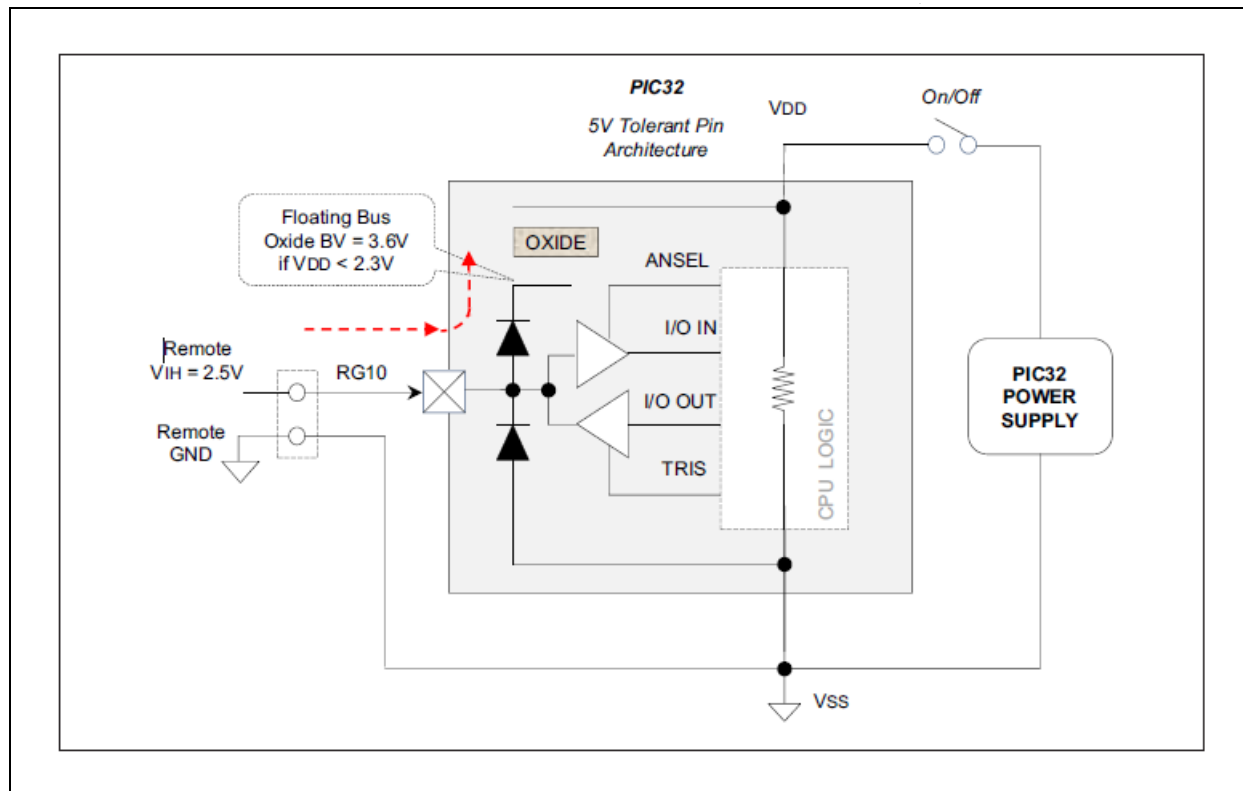 PIC32
5V Tolerant Pin
Architecture
VDD
On/Off
Floating Bus
Oxide BV = 3.6V
if VDD < 2.3V
OXIDE
ANSEL
I/O IN
Remote
VIH = 2.5V
RG10
I/O OUT
Remote
GND
TRIS
CPU LOGIC
PIC32
POWER
SUPPLY
VSS